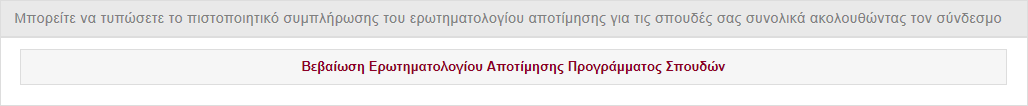 Μπορείτε να τυπώσετε το πιστοποιητικό συμπλήρωσης του ερωτηματολογίου αποτίμησης για τις σπουδές σας συνολικά ακολουθώντας τον σύνδεσμο
Βεβαίωση Ερωτηματολογίου Αποτίμησης Προγράμματος Σπουδών